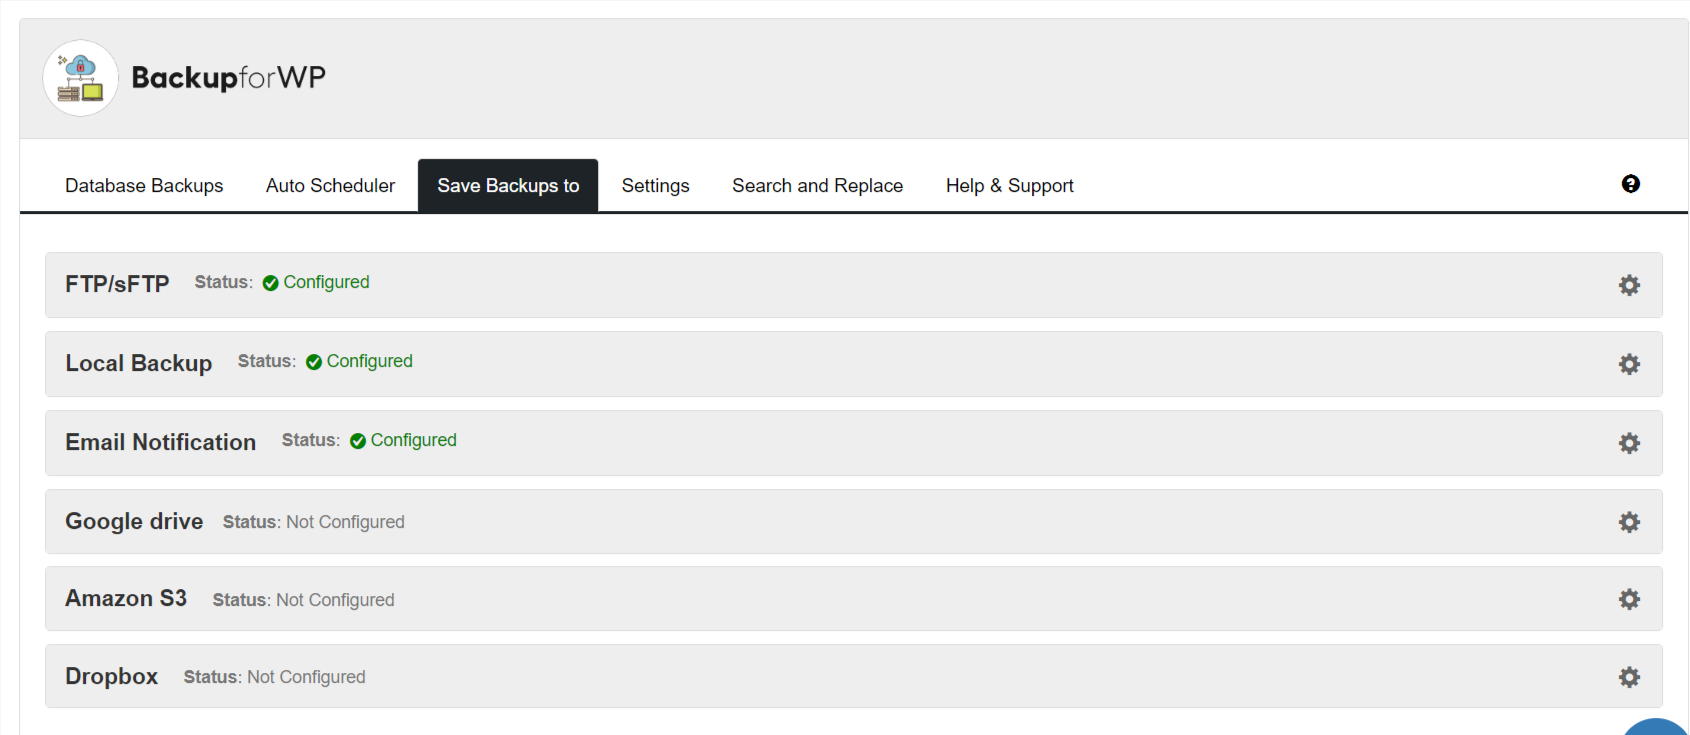 BackupforWP
Database Backups Auto Scheduler Save Backups to Settings Search and Replace Help & Support
FTP/sFTP Status: Configured
Local Backup Status: Configured
Email Notification Status: Configured
Google drive Status: Not Configured
Amazon S3 Status: Not Configured
Dropbox Status: Not Configured